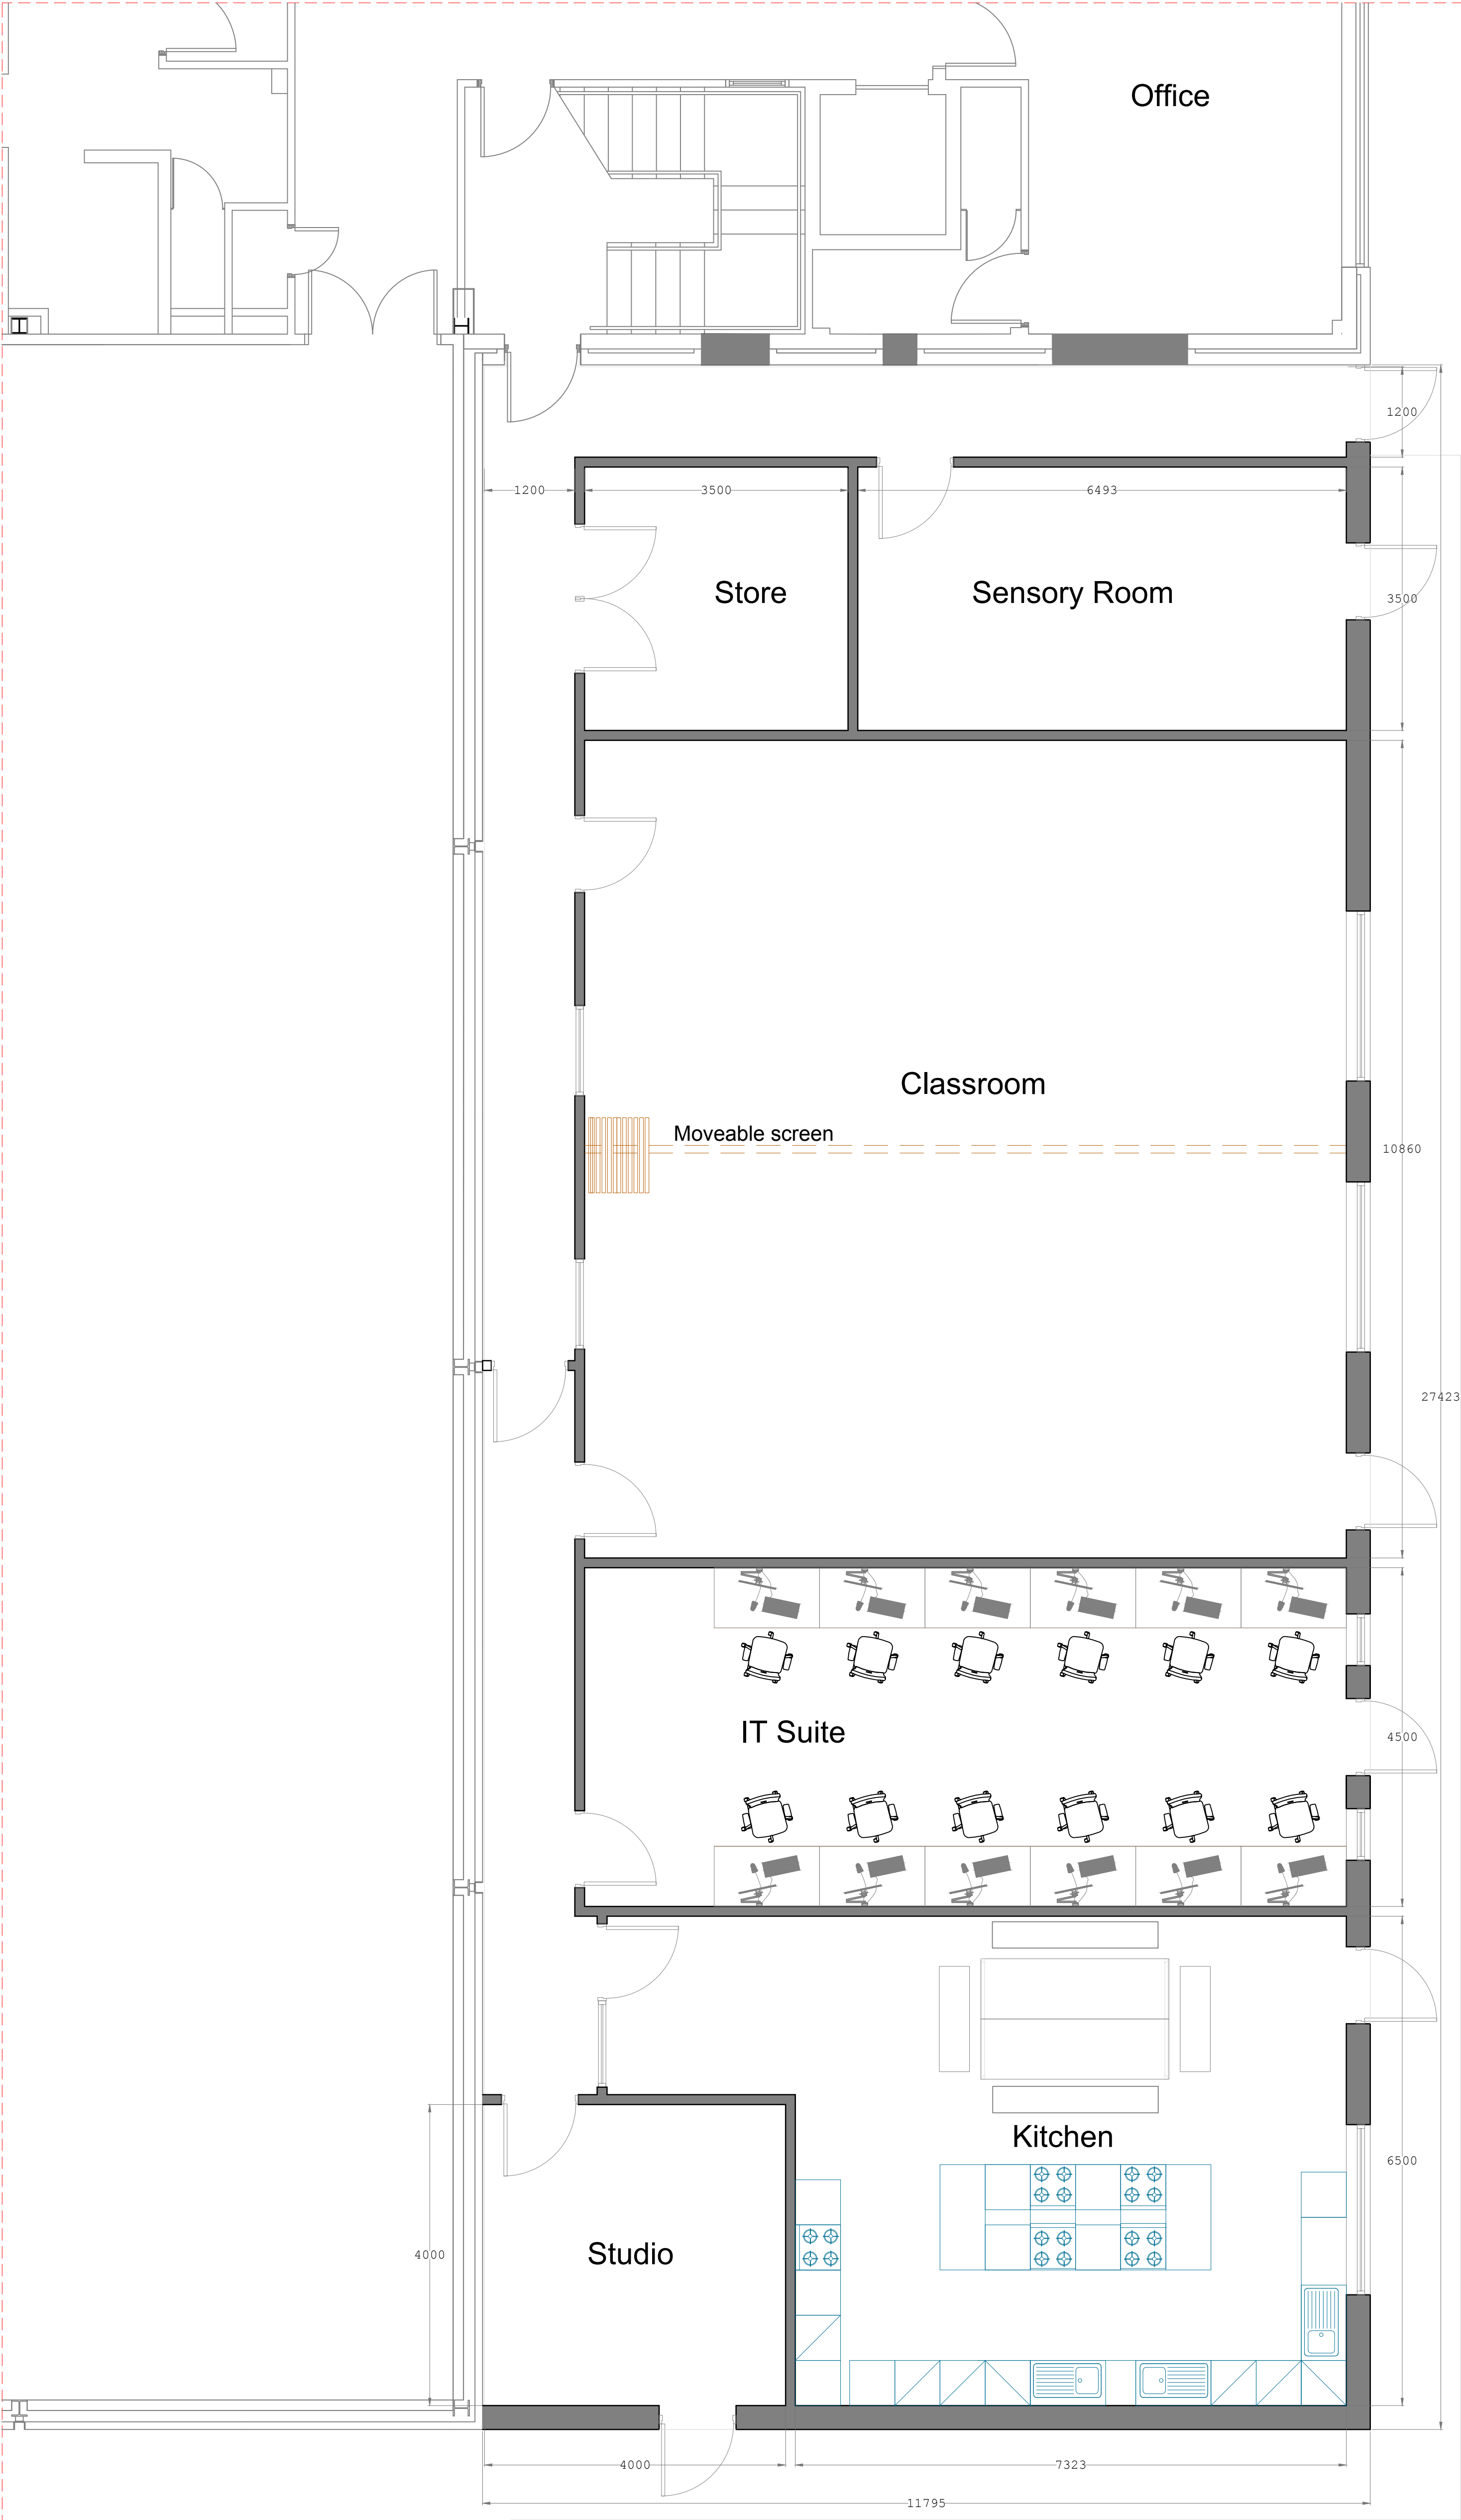 Office
1200
1200
3500
6493
Store
Sensory Room
3500
Classroom
Moveable screen
10860
27423
IT Suite
4500
Kitchen
6500
Studio
4000
4000
7323
11795